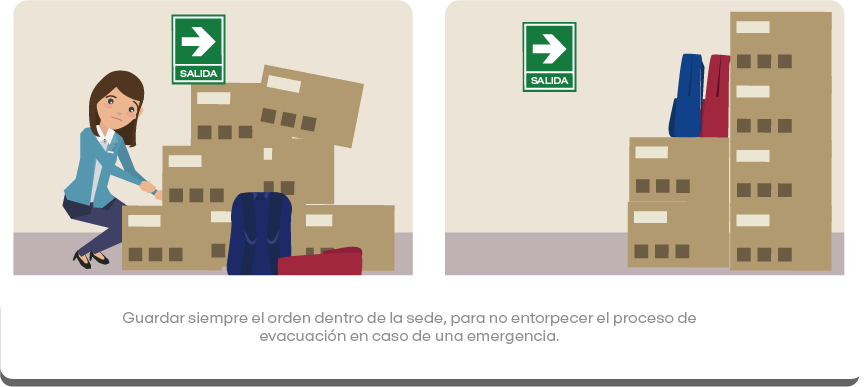 SALIDA
SALIDA
Guardar siempre el orden dentro de la sede, para no entorpecer el proceso de
evacuación en caso de una emergencia.